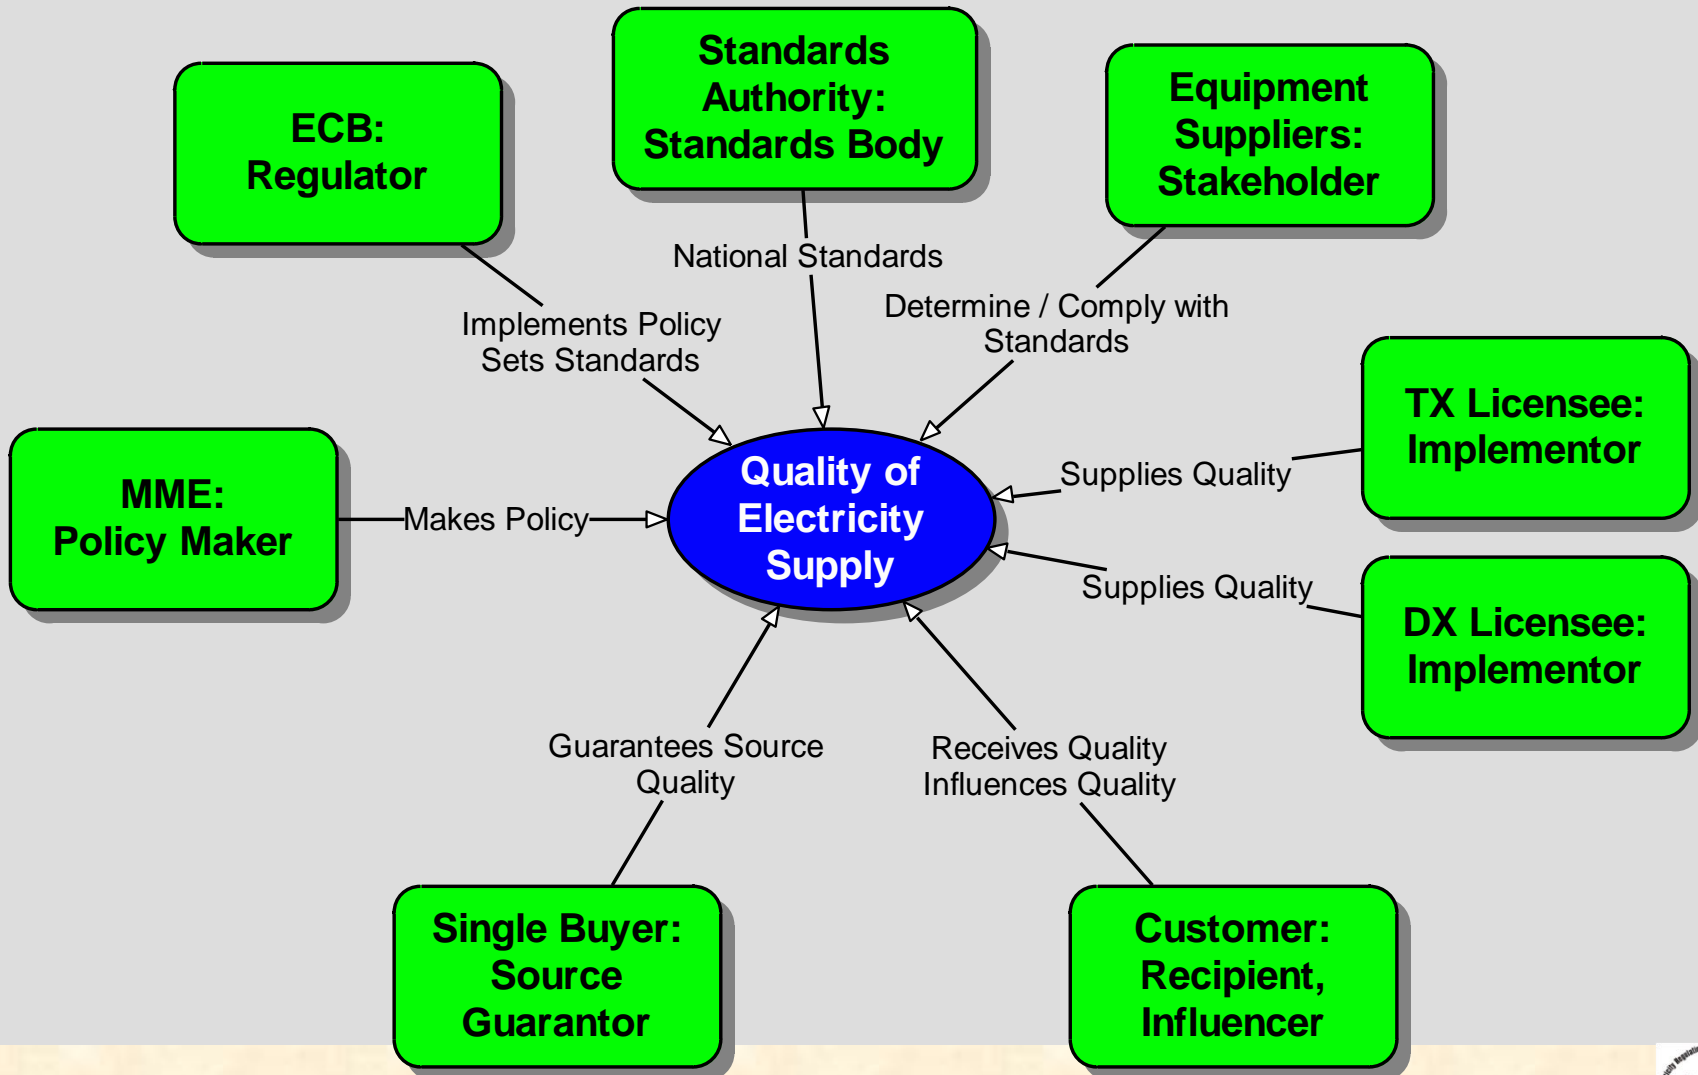 Standards
Authority:
Standards Body
ECB:
Regulator
Equipment
Suppliers:
Stakeholder
National Standards
Implements Policy
Sets Standards
Determine / Comply with
Standards
TX Licensee:
Implementor
MME:
Policy Maker
Makes Policy
Quality of
Electricity
Supply
Supplies Quality
Supplies Quality
DX Licensee:
Implementor
Guarantees Source
Quality
Receives Quality
Influences Quality
Single Buyer:
Source
Guarantor
Customer:
Recipient,
Influencer